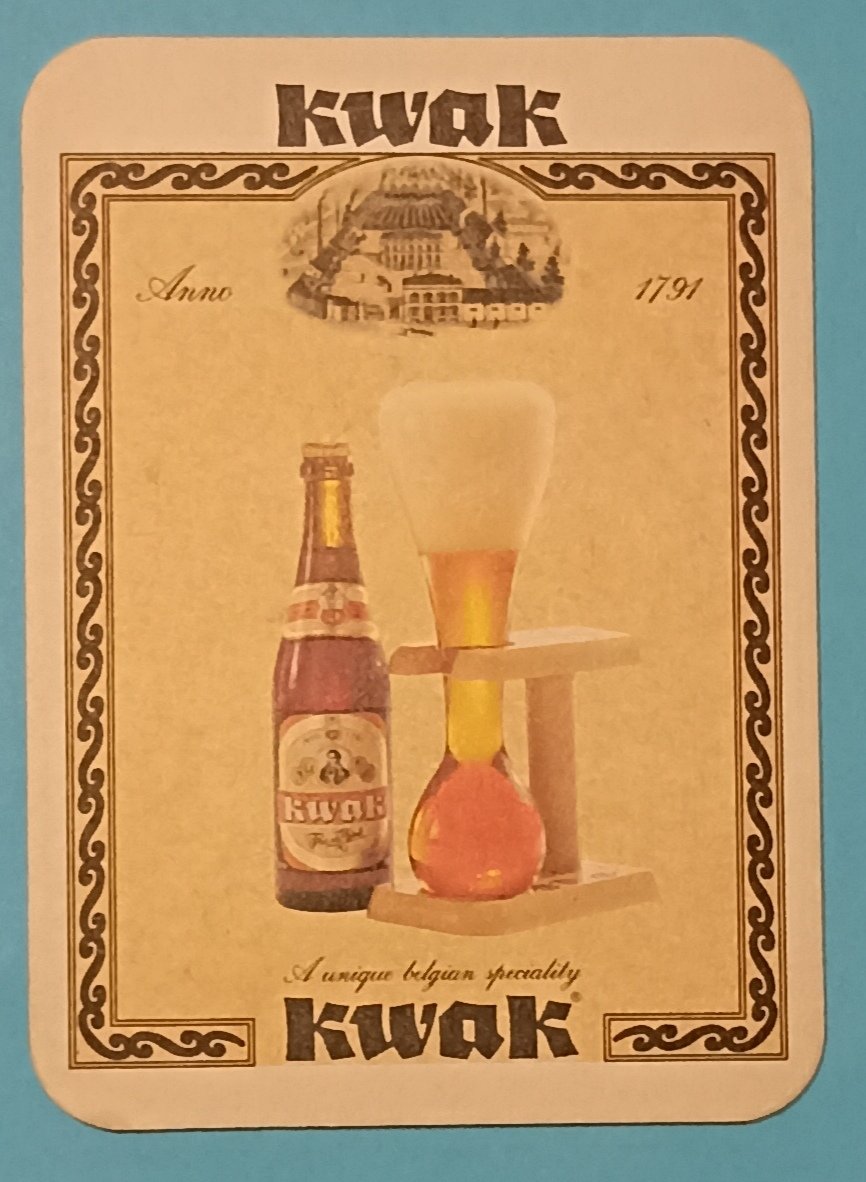 kwak
Anno 1791
kwak
A unique belgian speciality
kwak®